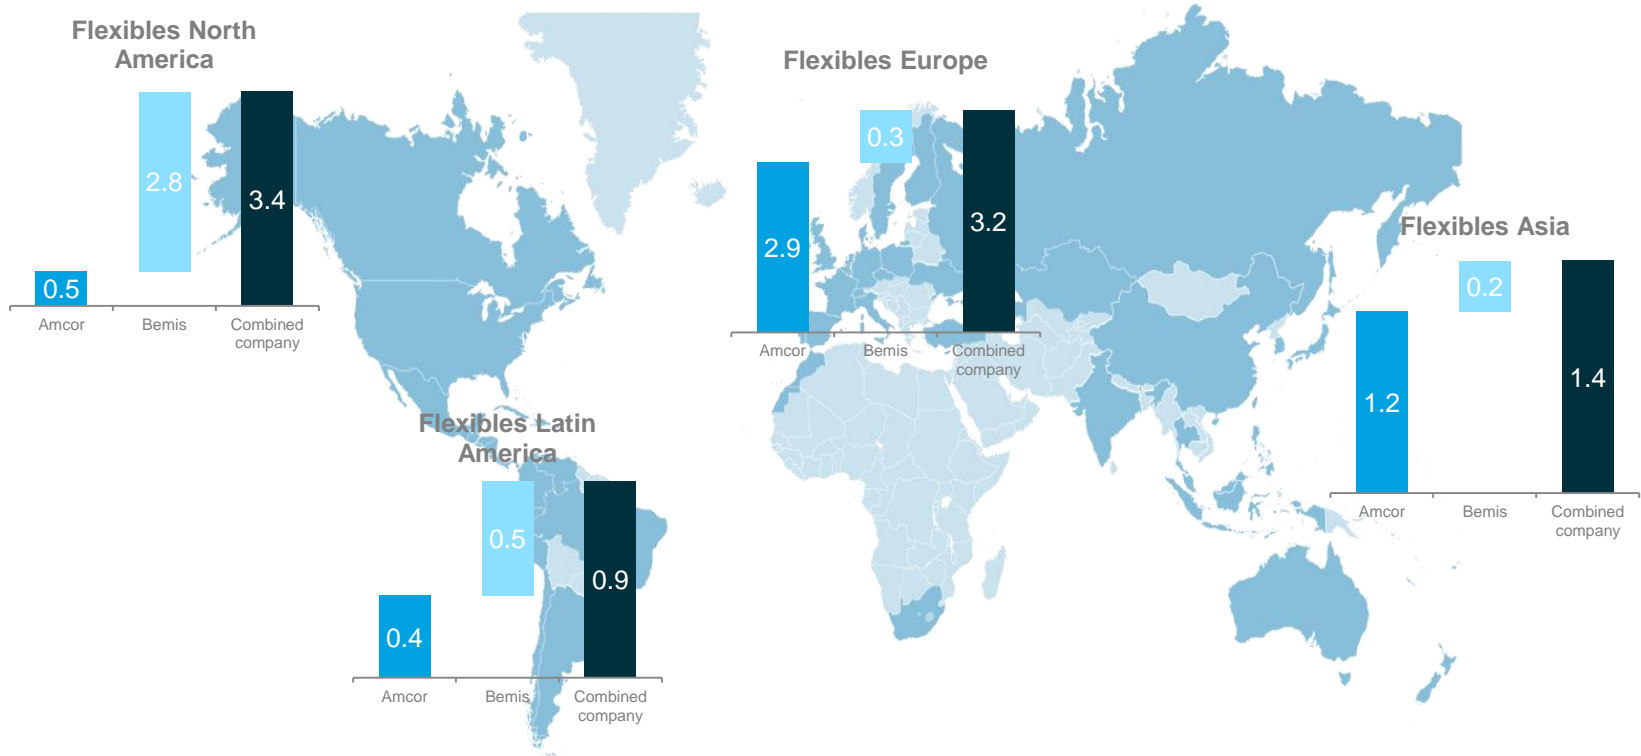 Flexibles North
America
2.8
3.4
0.5
Amcor
Bemis
Combined
company
Flexibles Europe
0.3
3.2
2.9
Amcor
Bemis
Combined
company
Flexibles Asia
0.2
1.4
1.2
Amcor
Bemis
Combined
company
Flexibles Latin
America
0.5
0.9
0.4
Amcor
Bemis
Combined
company